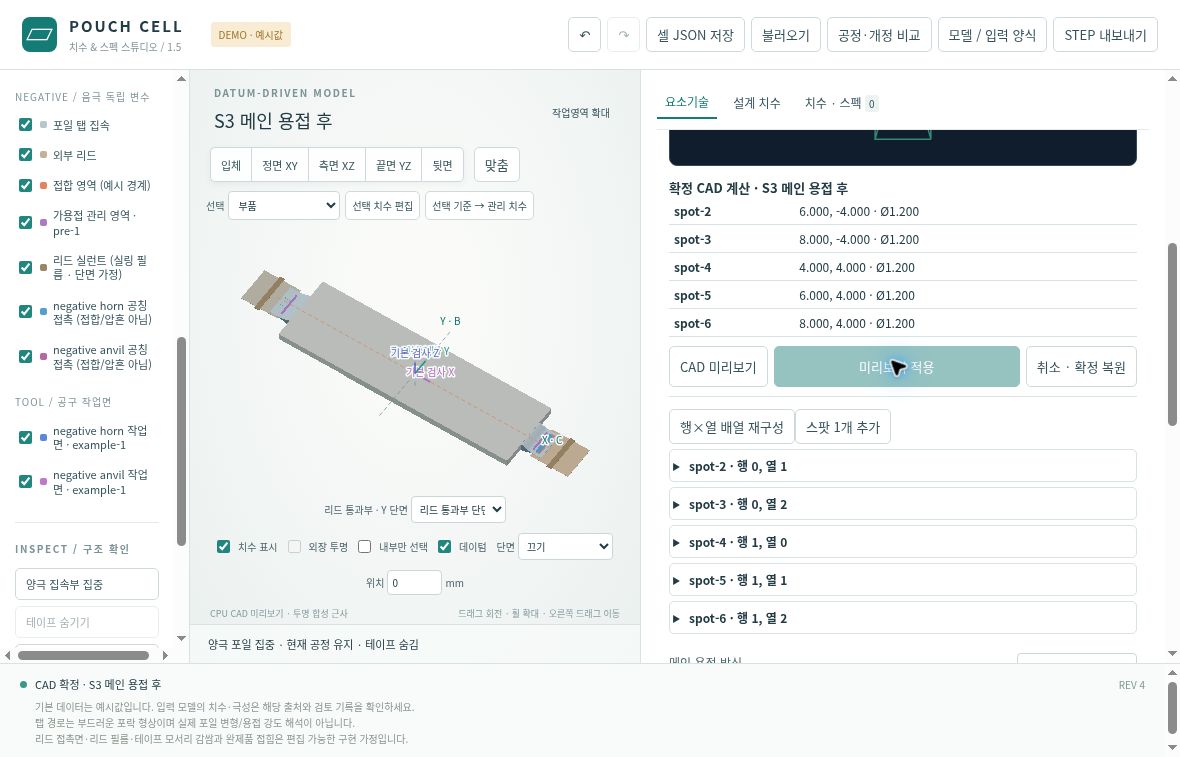 POUCH CELL
치수 & 스펙 스튜디오 / 1.5
DEMO · 예시값
셀 JSON 저장
불러오기
공정·개정 비교
모델 / 입력 양식
STEP 내보내기
NEGATIVE / 음극 독립 변수
포일 탭 집속
외부 리드
접합 영역 (예시 경계)
가용접 관리 영역 ·
pre-1
리드 실런트 (실링 필
름 · 단면 가정)
negative horn 공칭
접촉 (접합/압흔 아님)
negative anvil 공칭
접촉 (접합/압흔 아님)
TOOL / 공구 작업면
negative horn 작업
면 · example-1
negative anvil 작업
면 · example-1
INSPECT / 구조 확인
양극 집속부 집중
테이프 숨기기
DATUM-DRIVEN MODEL
S3 메인 용접 후
작업영역 확대
입체
정면 XY
측면 XZ
끝면 YZ
뒷면
맞춤
선택
부품
선택 치수 편집
선택 기준 → 관리 치수
Y · B
기본 검사 Z
Y
기본 검사 X
X · C
리드 통과부 · Y 단면
리드 통과부 단면
치수 표시
외장 투명
내부만 선택
데이텀
단면
끄기
위치
0
mm
CPU CAD 미리보기 · 투명 합성 근사
드래그 회전 · 휠 확대 · 오른쪽 드래그 이동
양극 포일 집중 · 현재 공정 유지 · 테이프 숨김
요소기술
설계 치수
치수 · 스펙 0
확정 CAD 계산 · S3 메인 용접 후
spot-2 6.000, -4.000 · Ø1.200
spot-3 8.000, -4.000 · Ø1.200
spot-4 4.000, 4.000 · Ø1.200
spot-5 6.000, 4.000 · Ø1.200
spot-6 8.000, 4.000 · Ø1.200
CAD 미리보기
미리보기 적용
취소 · 확정 복원
행×열 배열 재구성
스팟 1개 추가
spot-2 · 행 0, 열 1
spot-3 · 행 0, 열 2
spot-4 · 행 1, 열 0
spot-5 · 행 1, 열 1
spot-6 · 행 1, 열 2
메인 용접 방식
CAD 확정 · S3 메인 용접 후
REV 4
기본 데이터는 예시값입니다. 입력 모델의 치수·극성은 해당 출처와 검토 기록을 확인하세요.
탭 경로는 부드러운 포락 형상이며 실제 포일 변형/용접 강도 해석이 아닙니다.
리드 접촉면·리드 필름·테이프 모서리 감쌈과 완제품 접힘은 편집 가능한 구현 가정입니다.